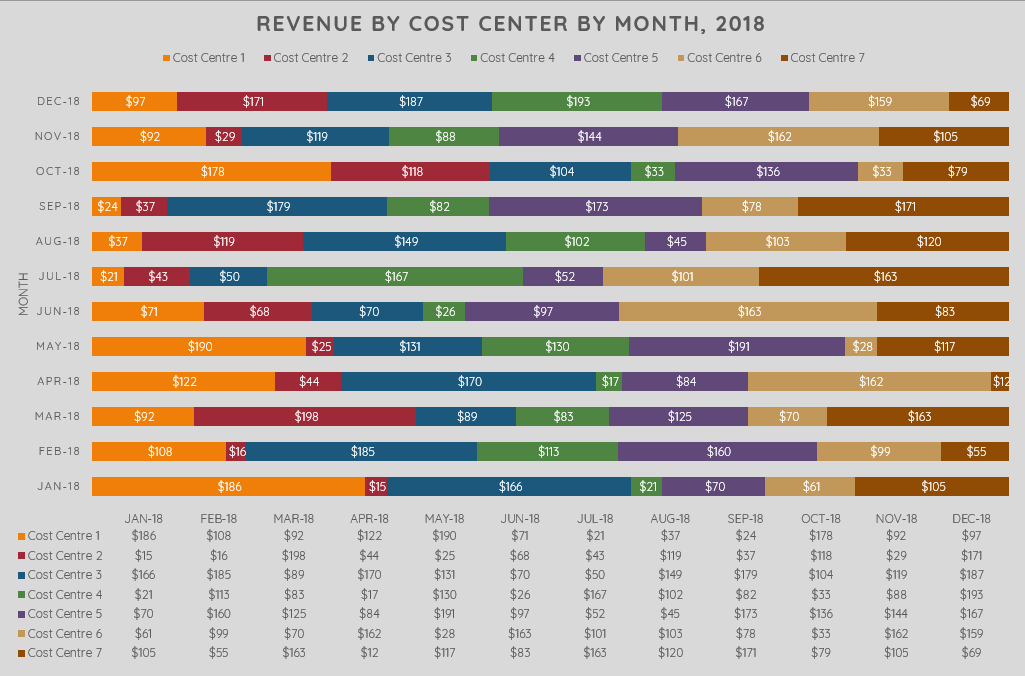 REVENUE BY COST CENTER BY MONTH, 2018
Cost Centre 1 Cost Centre 2 Cost Centre 3 Cost Centre 4 Cost Centre 5 Cost Centre 6 Cost Centre 7
DEC-18 $97 $171 $187 $193 $167 $159 $69
NOV-18 $92 $29 $119 $88 $144 $162 $105
OCT-18 $178 $118 $104 $33 $136 $33 $79
SEP-18 $24 $37 $179 $82 $173 $78 $171
AUG-18 $37 $119 $149 $102 $45 $103 $120
MONTH
JUL-18 $21 $43 $50 $167 $52 $101 $163
JUN-18 $71 $68 $70 $26 $97 $163 $83
MAY-18 $190 $25 $131 $130 $191 $28 $117
APR-18 $122 $44 $170 $17 $84 $162 $12
MAR-18 $92 $198 $89 $83 $125 $70 $163
FEB-18 $108 $16 $185 $113 $160 $99 $55
JAN-18 $186 $15 $166 $21 $70 $61 $105
JAN-18 FEB-18 MAR-18 APR-18 MAY-18 JUN-18 JUL-18 AUG-18 SEP-18 OCT-18 NOV-18 DEC-18
Cost Centre 1 $186 $108 $92 $122 $190 $71 $21 $37 $24 $178 $92 $97
Cost Centre 2 $15 $16 $198 $44 $25 $68 $43 $119 $37 $118 $29 $171
Cost Centre 3 $166 $185 $89 $170 $131 $70 $50 $149 $179 $104 $119 $187
Cost Centre 4 $21 $113 $83 $17 $130 $26 $167 $102 $82 $33 $88 $193
Cost Centre 5 $70 $160 $125 $84 $191 $97 $52 $45 $173 $136 $144 $167
Cost Centre 6 $61 $99 $70 $162 $28 $163 $101 $103 $78 $33 $162 $159
Cost Centre 7 $105 $55 $163 $12 $117 $83 $163 $120 $171 $79 $105 $69